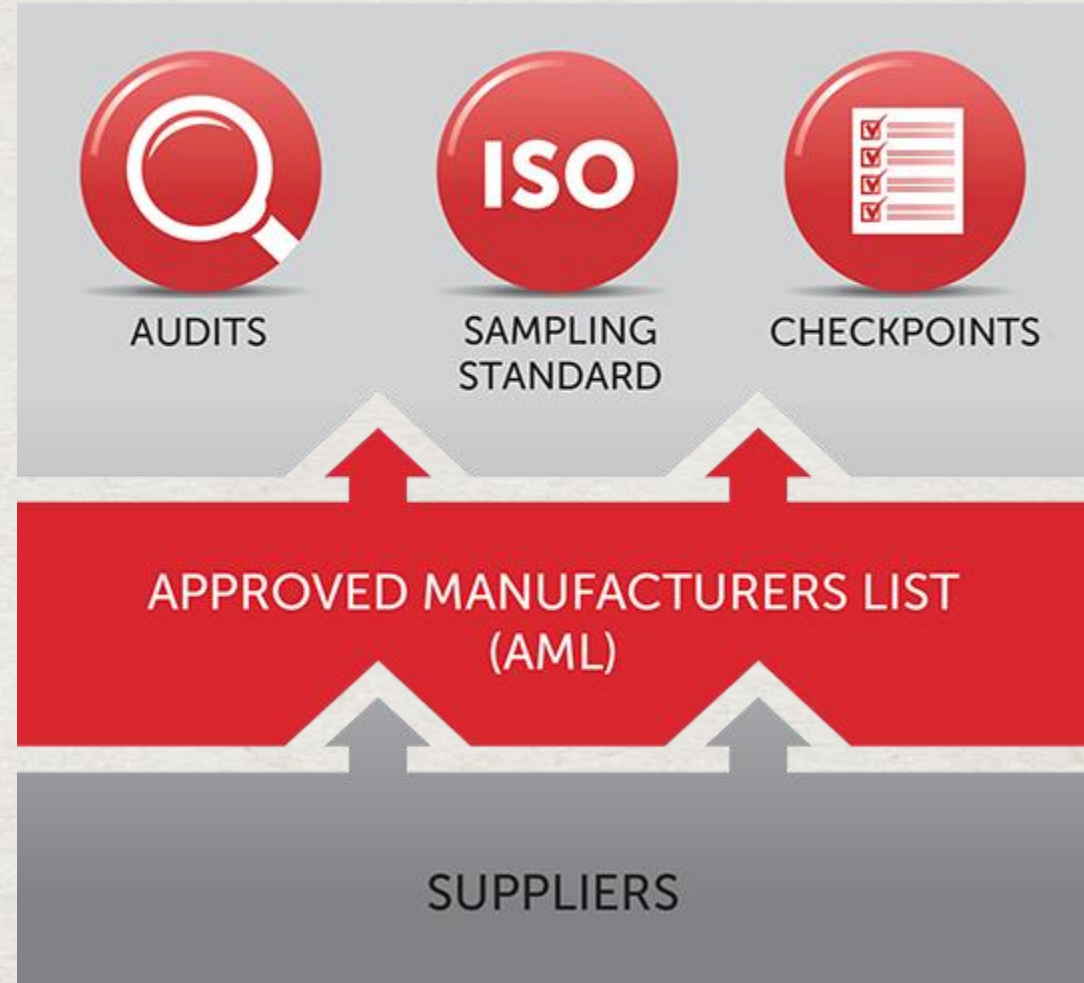 ISO
AUDITS
SAMPLING
STANDARD
CHECKPOINTS
APPROVED MANUFACTURERS LIST
(AML)
SUPPLIERS